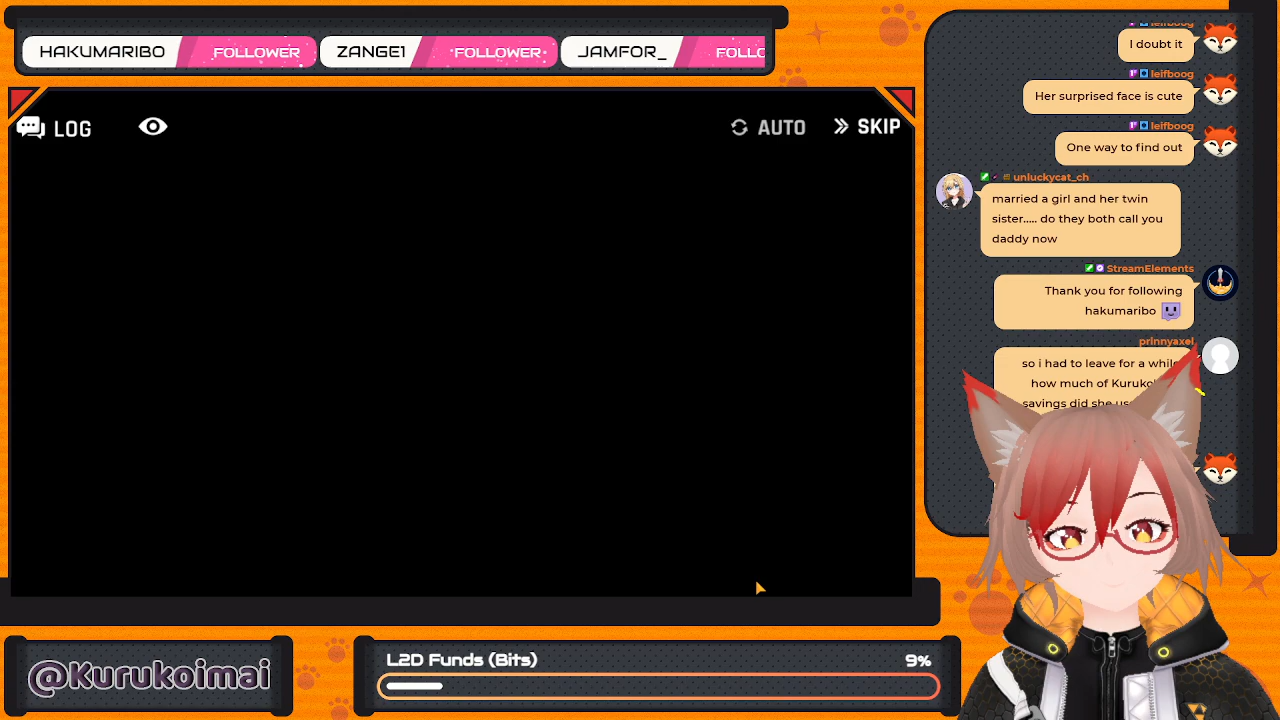 HAKUMARIBO FOLLOWER ZANGE1 FOLLOWER JAMFOR_ FOLLO
LOG
AUTO
SKIP
leifboog
I doubt it
leifboog
Her surprised face is cute
leifboog
One way to find out
unluckycat_ch
married a girl and her twin
sister..... do they both call you
daddy now
StreamElements
Thank you for following
hakumaribo
prinnyaxel
so i had to leave for a while
how much of
savings did she
@Kurukoimai
L2D Funds (Bits)
9%